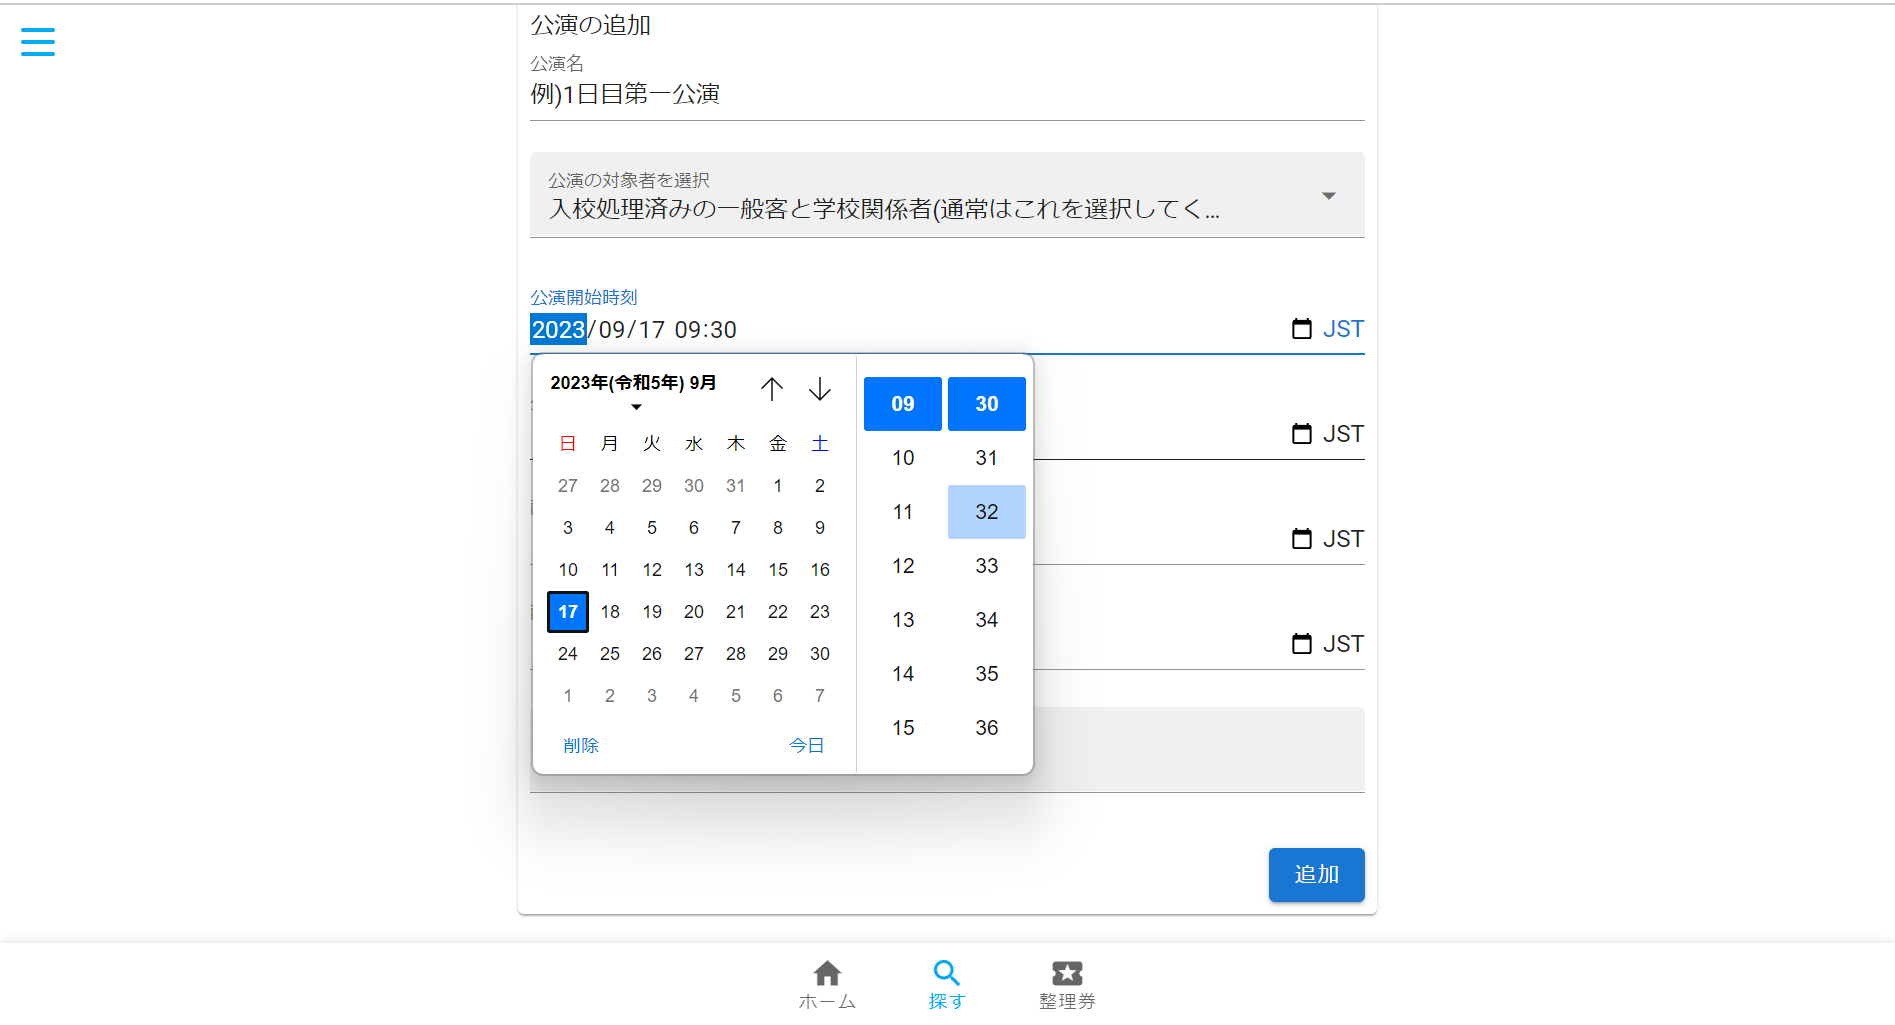 公演の追加
公演名
例)1日目第一公演
公演の対象者を選択
入校処理済みの一般客と学校関係者(通常はこれを選択してく...
公演開始時刻
2023/09/17 09:30
JST
2023年(令和5年) 9月
日 月 火 水 木 金 土
27 28 29 30 31 1 2
3 4 5 6 7 8 9
10 11 12 13 14 15 16
17 18 19 20 21 22 23
24 25 26 27 28 29 30
1 2 3 4 5 6 7
削除 今日
09 30
10 31
11 32
12 33
13 34
14 35
15 36
JST
JST
JST
追加
ホーム
探す
整理券